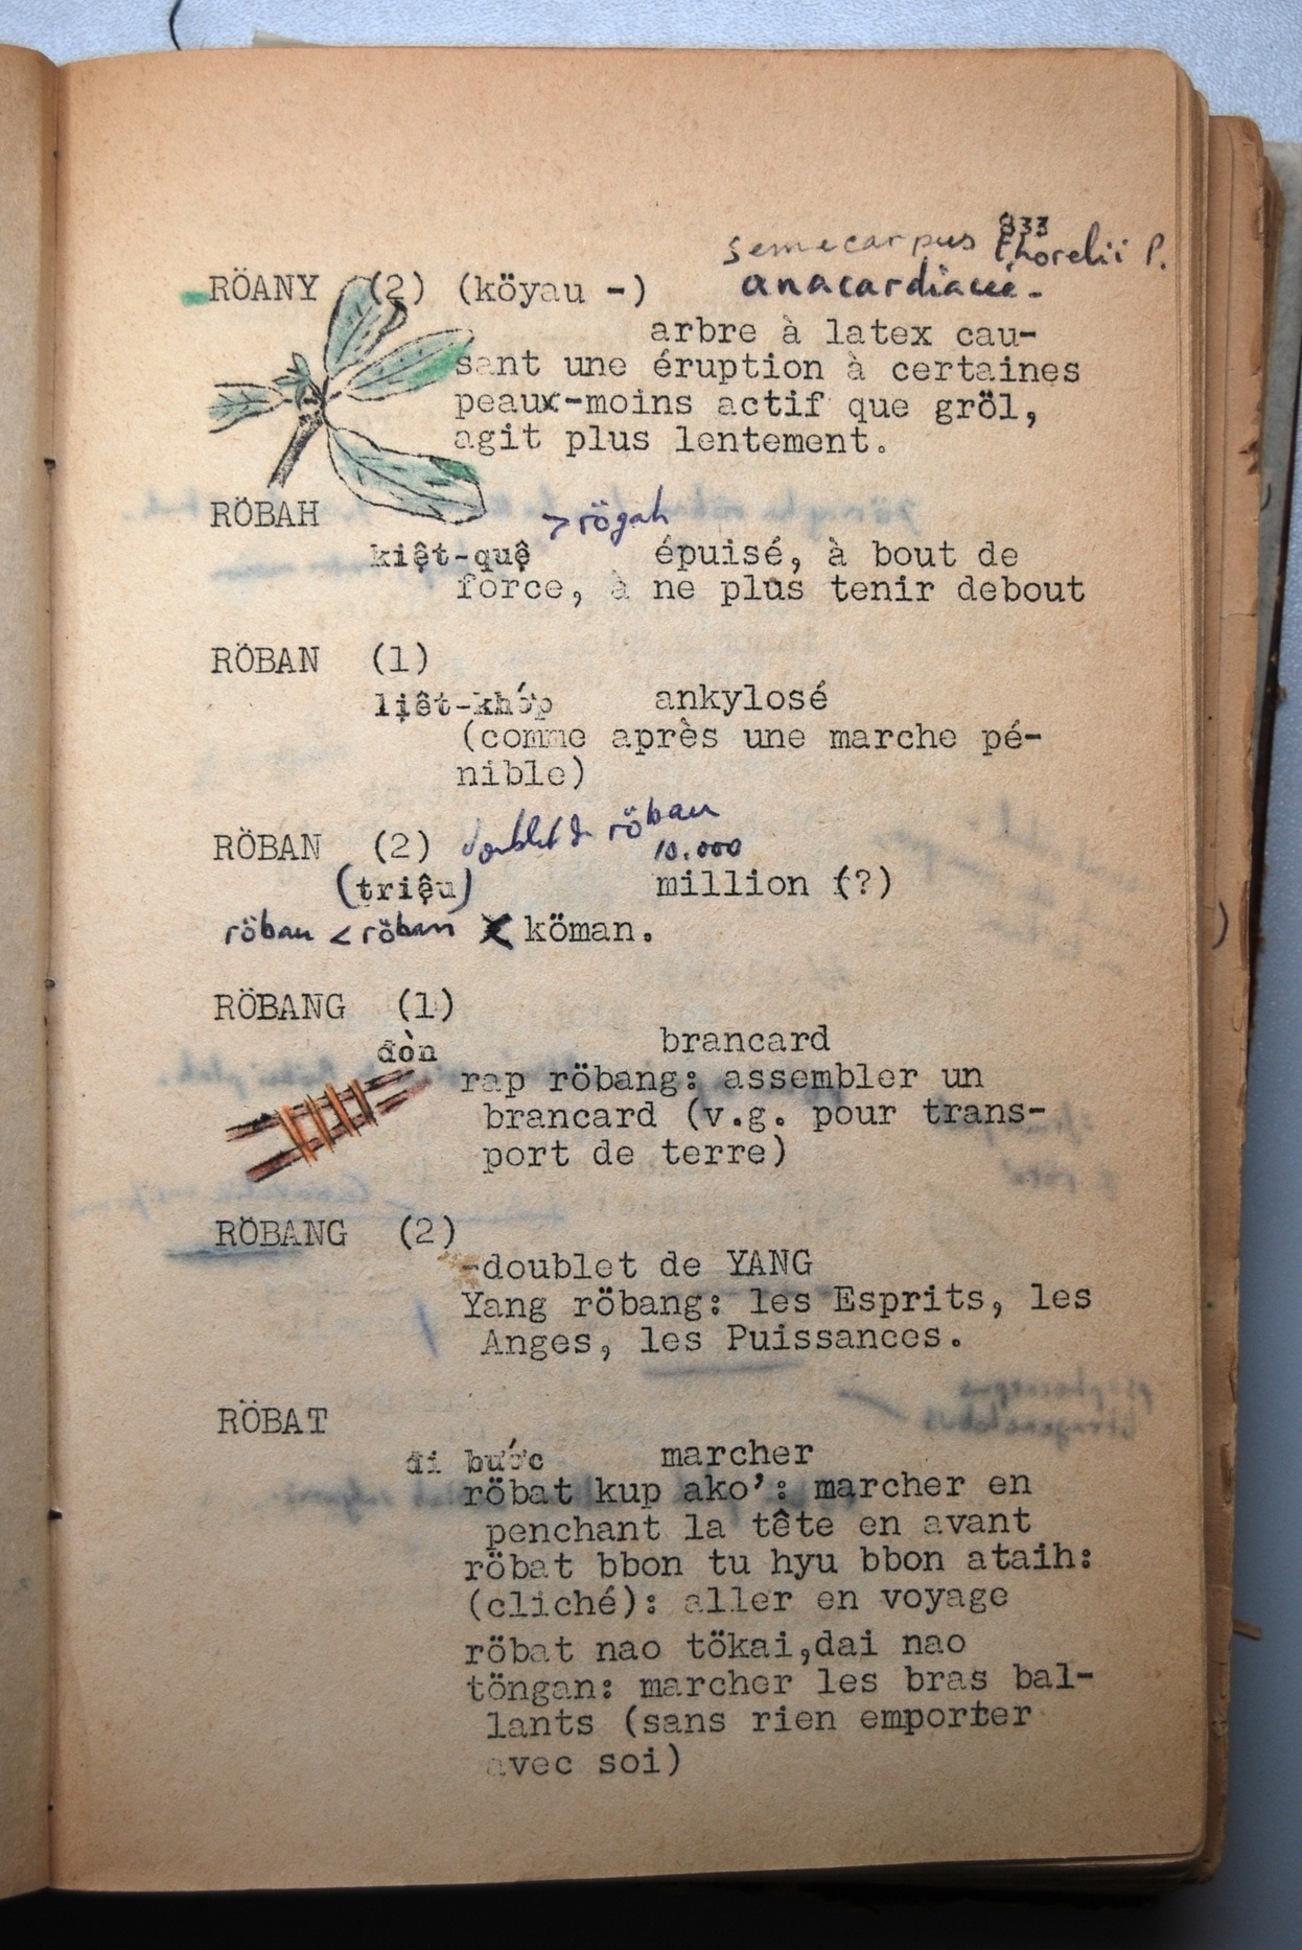 833
semecarpus thorelii P.
RÖANY (2) (köyau -) anacardiacée.
arbre à latex cau-
sant une éruption à certaines
peaux-moins actif que gröl,
agit plus lentement.
RÖBAH > rögah
kiệt-quệ épuisé, à bout de
force, à ne plus tenir debout
RÖBAN (1)
liệt-khớp ankylosé
(comme après une marche pé-
nible)
RÖBAN (2) doublet de röbau
10.000
(triệu) million (?)
röbau < röban X köman.
RÖBANG (1)
đòn brancard
rap röbang: assembler un
brancard (v.g. pour trans-
port de terre)
RÖBANG (2)
-doublet de YANG
Yang röbang: les Esprits, les
Anges, les Puissances.
RÖBAT
đi bước marcher
röbat kup ako': marcher en
penchant la tête en avant
röbat bbon tu hyu bbon ataih:
(cliché): aller en voyage
röbat nao tökai,dai nao
töngan: marcher les bras bal-
lants (sans rien emporter
avec soi)